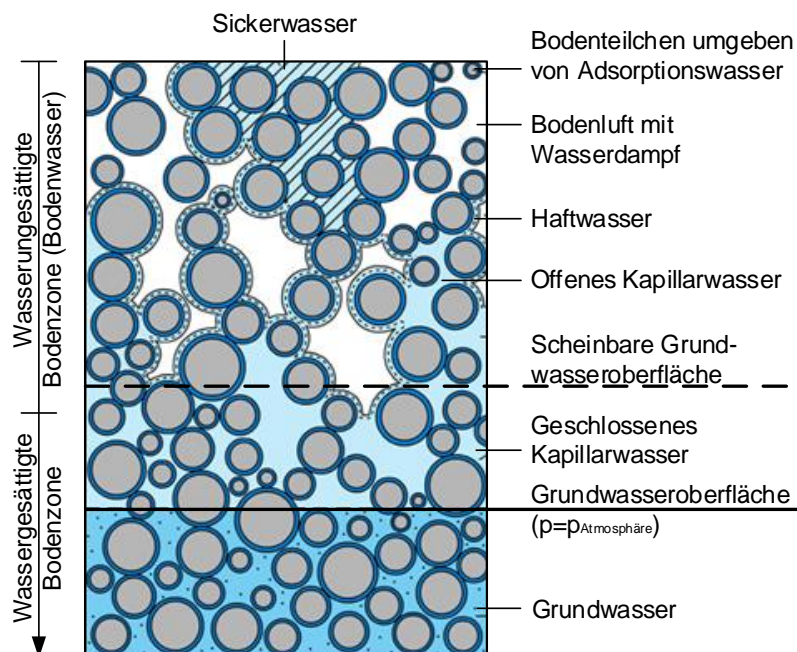 Sickerwasser
Bodenteilchen umgeben
von Adsorptionswasser
Bodenluft mit
Wasserdampf
Haftwasser
Offenes Kapillarwasser
Scheinbare Grund-
wasseroberfläche
Geschlossenes
Kapillarwasser
Grundwasseroberfläche
(p=pAtmosphäre)
Grundwasser
Wasserungesättigte
Bodenzone (Bodenwasser)
Wassergesättigte
Bodenzone